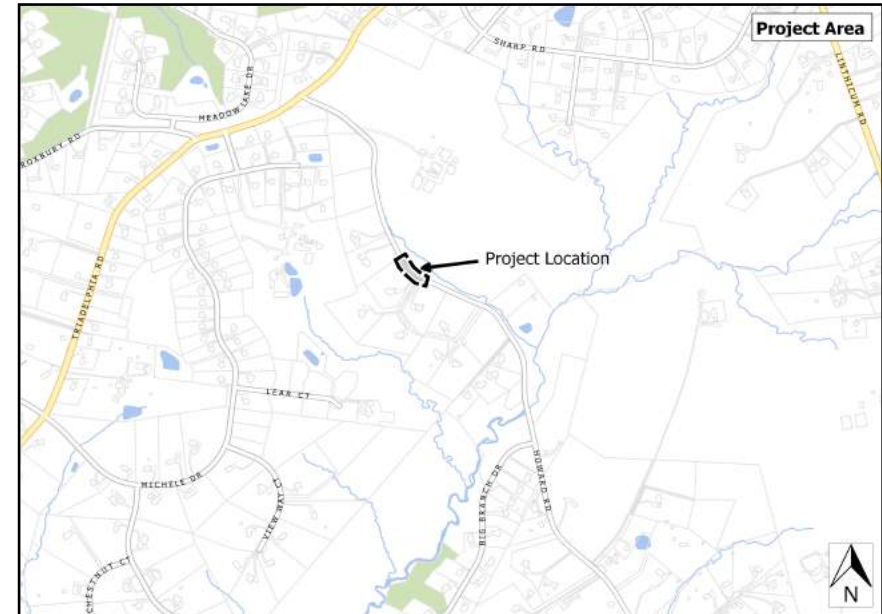 Project Area
SHARP RD
LINTHICUM RD
MEADOW LAKE DR
ROXBURY RD
Project Location
TRIADELPHIA RD
LEAR CT
MICHELE DR
VIEW WAY CT
BIG BRANCH DR
HOWARD RD
CHESTNUT CT
N